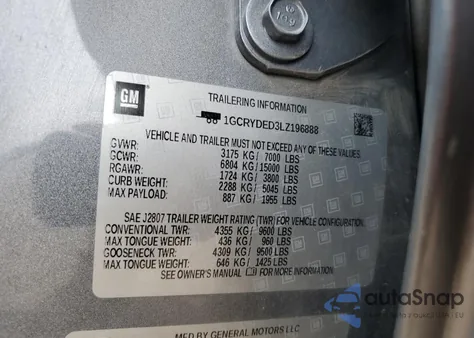 109
GM
TRAILERING INFORMATION
1GCRYDED3LZ196888
VEHICLE AND TRAILER MUST NOT EXCEED ANY OF THESE VALUES.
GVWR: 3175 KG/ 7000 LBS
GCWR: 6804 KG/15000 LBS
RGAWR: 1724 KG/ 3800 LBS
CURB WEIGHT: 2288 KG/ 5045 LBS
MAX PAYLOAD: 887 KG/ 1955 LBS
SAE J2807 TRAILER WEIGHT RATING (TWR) FOR VEHICLE CONFIGURATION.
CONVENTIONAL TWR: 4355 KG/ 9600 LBS
MAX TONGUE WEIGHT: 436 KG/ 960 LBS
GOOSENECK TWR: 4309 KG/ 9500 LBS
MAX TONGUE WEIGHT: 646 KG/ 1425 LBS
SEE OWNER'S MANUAL FOR MORE INFORMATION.
MFD BY GENERAL MOTORS LLC
autoSnap